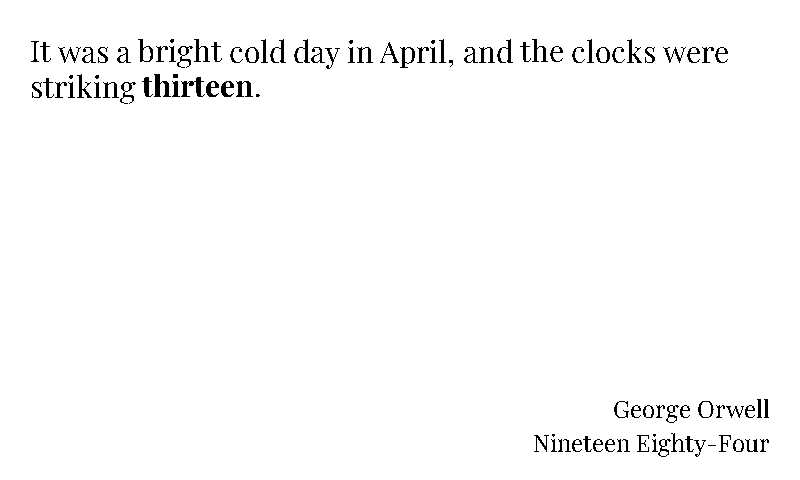 It was a bright cold day in April, and the clocks were
striking thirteen.
George Orwell
Nineteen Eighty-Four